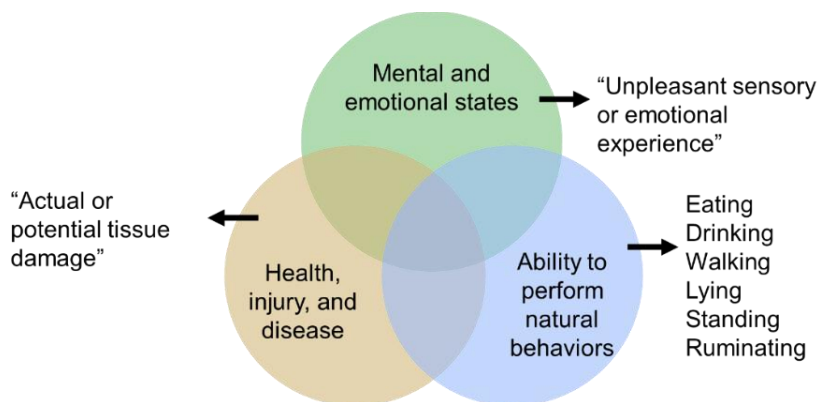 Mental and
emotional states
“Unpleasant sensory
or emotional
experience”
“Actual or
potential tissue
damage”
Health,
injury, and
disease
Ability to
perform
natural
behaviors
Eating
Drinking
Walking
Lying
Standing
Ruminating